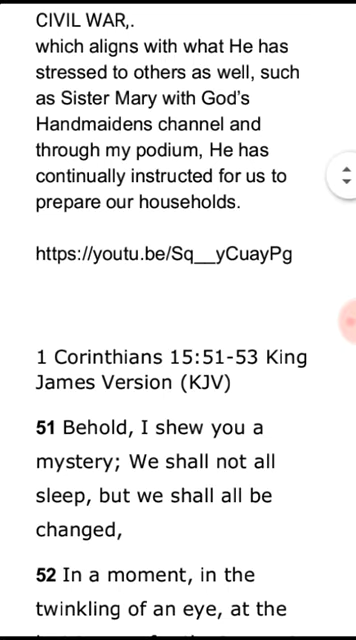 CIVIL WAR,.
which aligns with what He has
stressed to others as well, such
as Sister Mary with God's
Handmaidens channel and
through my podium, He has
continually instructed for us to
prepare our households.
https://youtu.be/Sq__yCuayPg
1 Corinthians 15:51-53 King
James Version (KJV)
51 Behold, I shew you a
mystery; We shall not all
sleep, but we shall all be
changed,
52 In a moment, in the
twinkling of an eye, at the